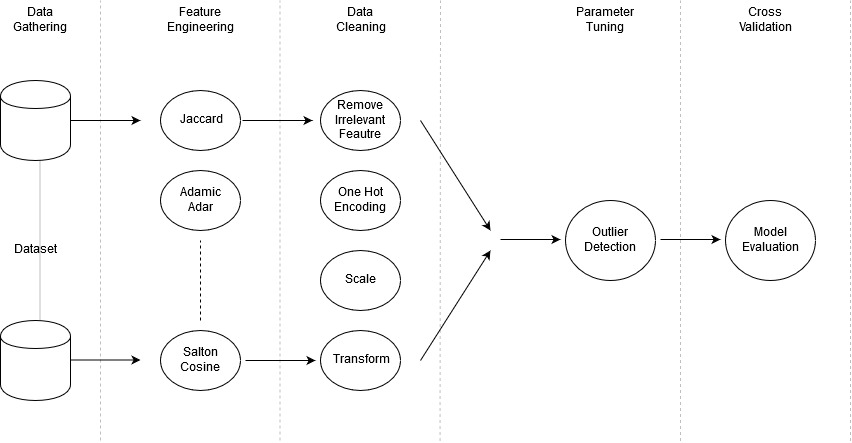 Data
Gathering
Feature
Engineering
Data
Cleaning
Parameter
Tuning
Cross
Validation
Jaccard
Remove
Irrelevant
Feautre
Adamic
Adar
One Hot
Encoding
Dataset
Outlier
Detection
Model
Evaluation
Scale
Salton
Cosine
Transform